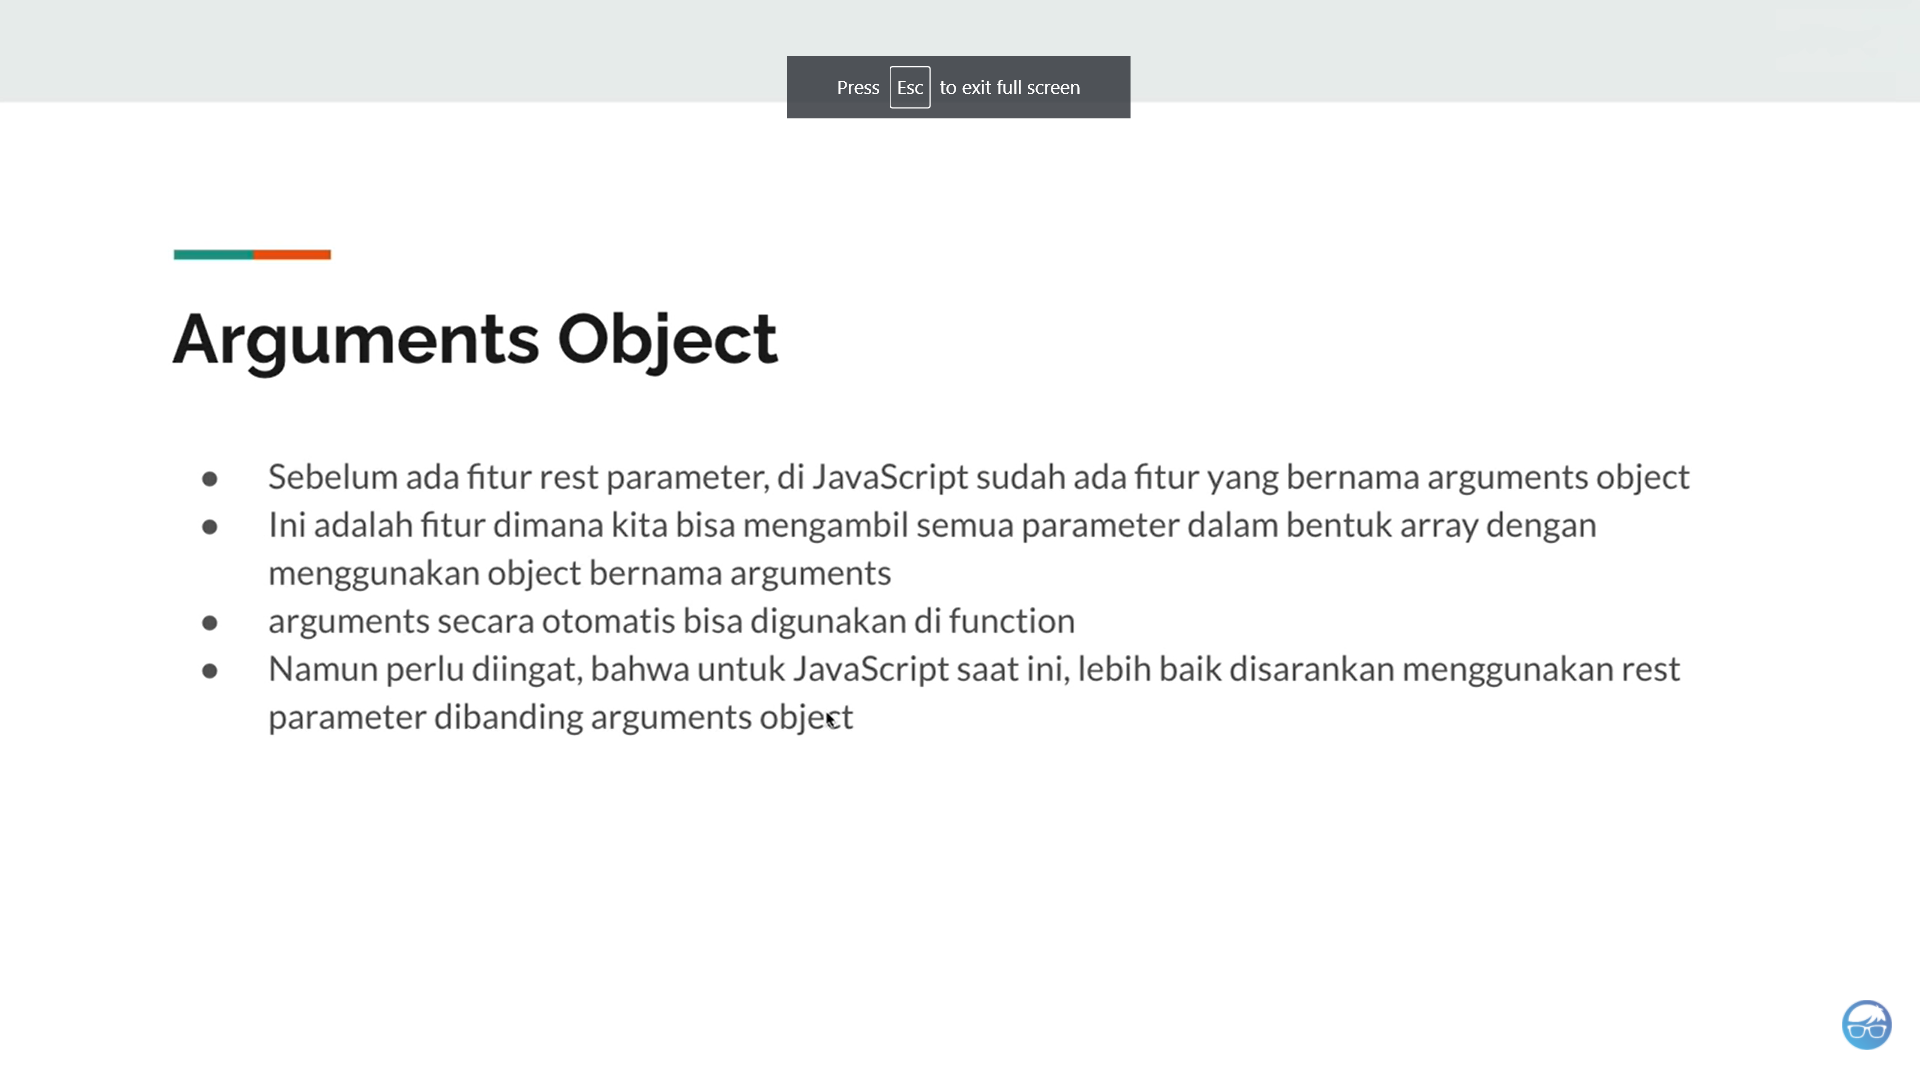 Press Esc to exit full screen
Arguments Object
● Sebelum ada fitur rest parameter, di JavaScript sudah ada fitur yang bernama arguments object
● Ini adalah fitur dimana kita bisa mengambil semua parameter dalam bentuk array dengan
menggunakan object bernama arguments
● arguments secara otomatis bisa digunakan di function
● Namun perlu diingat, bahwa untuk JavaScript saat ini, lebih baik disarankan menggunakan rest
parameter dibanding arguments object